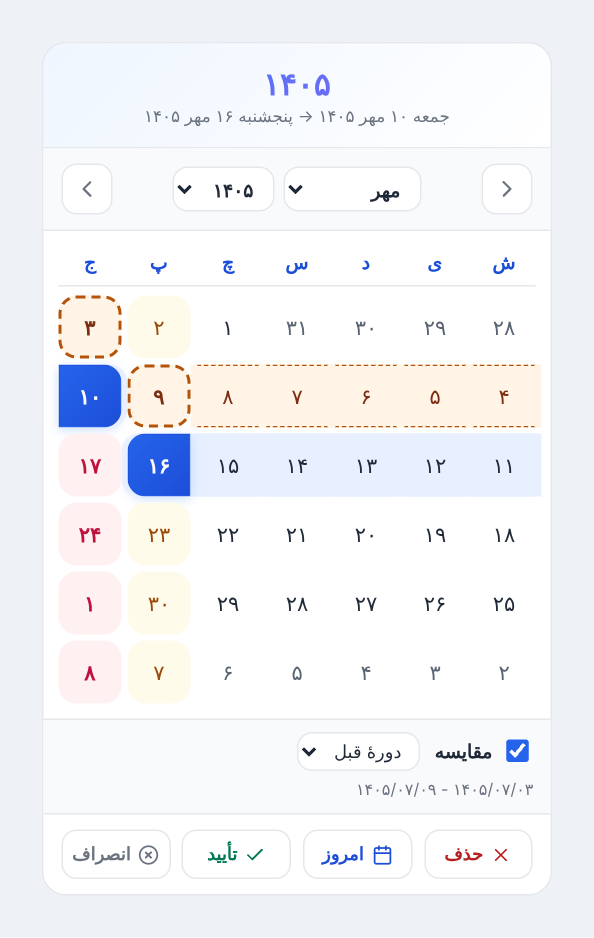 ۱۴۰۵
جمعه ۱۰ مهر ۱۴۰۵ → پنجشنبه ۱۶ مهر ۱۴۰۵
مهر ۱۴۰۵
ش ی د س چ پ ج
۲۸ ۲۹ ۳۰ ۳۱ ۱ ۲ ۳
۴ ۵ ۶ ۷ ۸ ۹ ۱۰
۱۱ ۱۲ ۱۳ ۱۴ ۱۵ ۱۶ ۱۷
۱۸ ۱۹ ۲۰ ۲۱ ۲۲ ۲۳ ۲۴
۲۵ ۲۶ ۲۷ ۲۸ ۲۹ ۳۰ ۱
۲ ۳ ۴ ۵ ۶ ۷ ۸
مقایسه دورهٔ قبل
۱۴۰۵/۰۷/۰۳ - ۱۴۰۵/۰۷/۰۹
حذف امروز تأیید انصراف